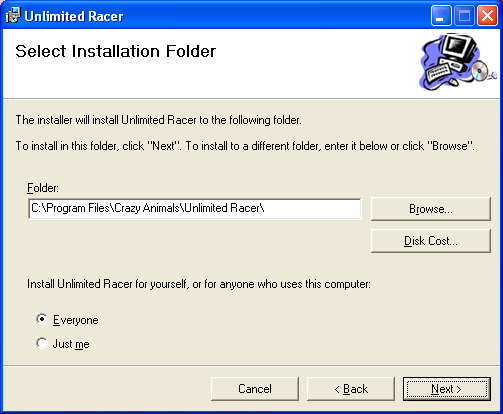 Unlimited Racer
Select Installation Folder
The installer will install Unlimited Racer to the following folder.
To install in this folder, click "Next". To install to a different folder, enter it below or click "Browse".
Folder:
C:\Program Files\Crazy Animals\Unlimited Racer\
Browse...
Disk Cost...
Install Unlimited Racer for yourself, or for anyone who uses this computer:
Everyone
Just me
Cancel
< Back
Next >